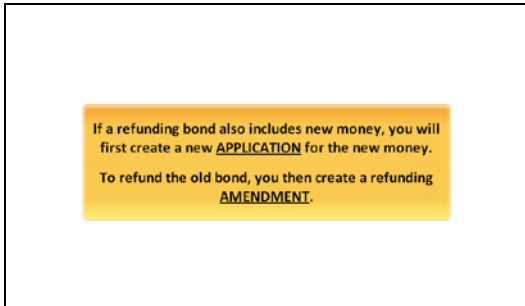 If a refunding bond also includes new money, you will
first create a new APPLICATION for the new money.
To refund the old bond, you then create a refunding
AMENDMENT.